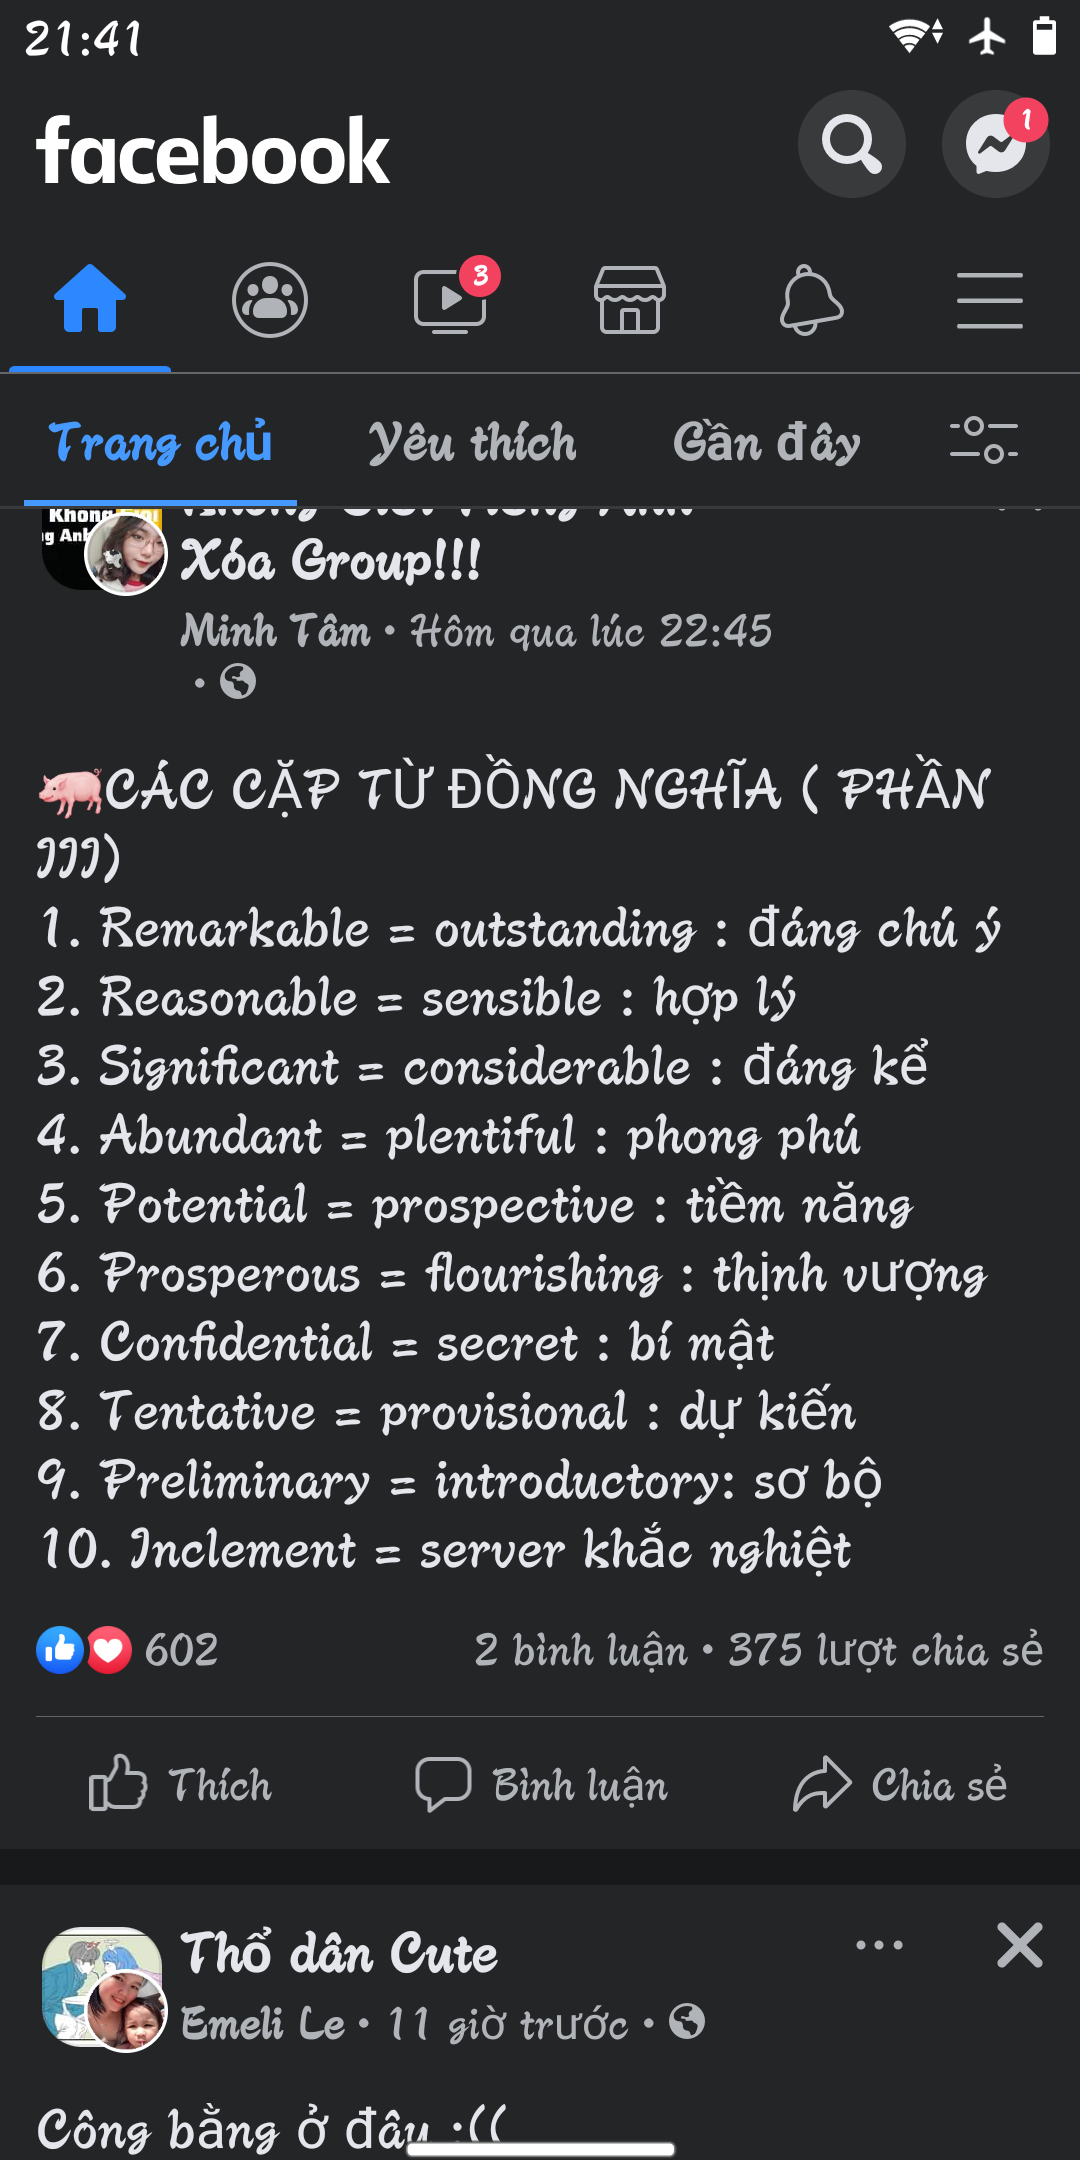 21:41
facebook
1
3
Trang chủ Yêu thích Gần đây
Không Giỏi Tiếng Anh
Xóa Group!!!
Minh Tâm • Hôm qua lúc 22:45
•
CÁC CẶP TỪ ĐỒNG NGHĨA ( PHẦN
III)
1. Remarkable = outstanding : đáng chú ý
2. Reasonable = sensible : hợp lý
3. Significant = considerable : đáng kể
4. Abundant = plentiful : phong phú
5. Potential = prospective : tiềm năng
6. Prosperous = flourishing : thịnh vượng
7. Confidential = secret : bí mật
8. Tentative = provisional : dự kiến
9. Preliminary = introductory: sơ bộ
10. Inclement = server khắc nghiệt
602 2 bình luận • 375 lượt chia sẻ
Thích Bình luận Chia sẻ
Thổ dân Cute
Emeli Le • 11 giờ trước •
Công bằng ở đâu :((